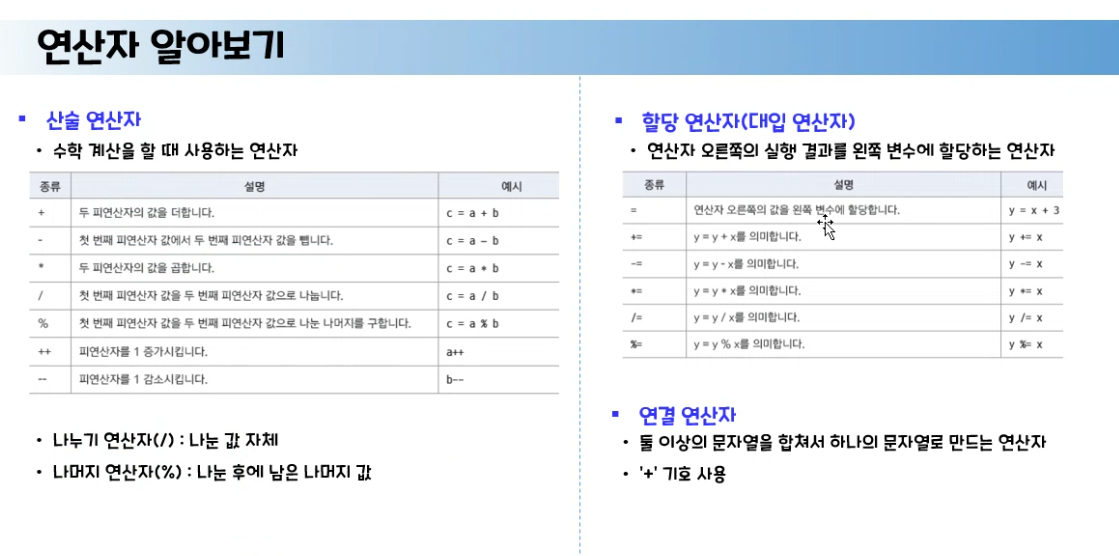 연산자 알아보기
▪ 산술 연산자
• 수학 계산을 할 때 사용하는 연산자
종류 설명 예시
+ 두 피연산자의 값을 더합니다. c = a + b
- 첫 번째 피연산자 값에서 두 번째 피연산자 값을 뺍니다. c = a – b
* 두 피연산자의 값을 곱합니다. c = a * b
/ 첫 번째 피연산자 값을 두 번째 피연산자 값으로 나눕니다. c = a / b
% 첫 번째 피연산자 값을 두 번째 피연산자 값으로 나눈 나머지를 구합니다. c = a % b
++ 피연산자를 1 증가시킵니다. a++
-- 피연산자를 1 감소시킵니다. b--
• 나누기 연산자(/) : 나눈 값 자체
• 나머지 연산자(%) : 나눈 후에 남은 나머지 값
▪ 할당 연산자(대입 연산자)
• 연산자 오른쪽의 실행 결과를 왼쪽 변수에 할당하는 연산자
종류 설명 예시
= 연산자 오른쪽의 값을 왼쪽 변수에 할당합니다. y = x + 3
+= y = y + x를 의미합니다. y += x
-= y = y - x를 의미합니다. y -= x
*= y = y * x를 의미합니다. y *= x
/= y = y / x를 의미합니다. y /= x
%= y = y % x를 의미합니다. y %= x
▪ 연결 연산자
• 둘 이상의 문자열을 합쳐서 하나의 문자열로 만드는 연산자
• '+' 기호 사용